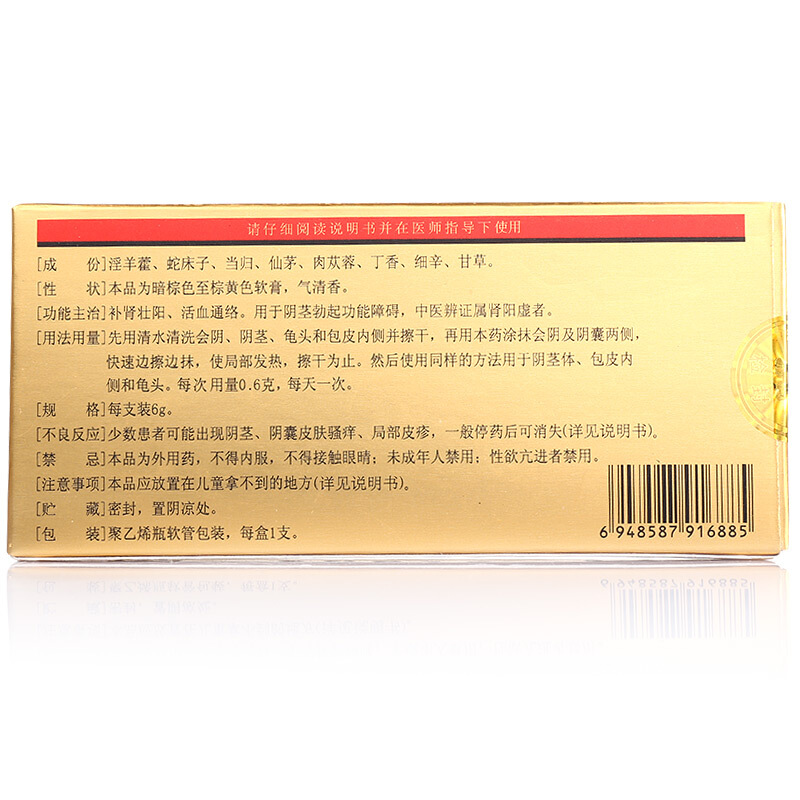 请仔细阅读说明书并在医师指导下使用
[成 份]淫羊藿、蛇床子、当归、仙茅、肉苁蓉、丁香、细辛、甘草。
[性 状]本品为暗棕色至棕黄色软膏，气清香。
[功能主治]补肾壮阳、活血通络。用于阴茎勃起功能障碍，中医辨证属肾阳虚者。
[用法用量]先用清水清洗会阴、阴茎、龟头和包皮内侧并擦干，再用本药涂抹会阴及阴囊两侧，
快速边擦边抹，使局部发热，擦干为止。然后使用同样的方法用于阴茎体、包皮内
侧和龟头。每次用量0.6克，每天一次。
[规 格]每支装6g。
[不良反应]少数患者可能出现阴茎、阴囊皮肤骚痒、局部皮疹，一般停药后可消失(详见说明书)。
[禁 忌]本品为外用药，不得内服，不得接触眼睛；未成年人禁用；性欲亢进者禁用。
[注意事项]本品应放置在儿童拿不到的地方(详见说明书)。
[贮 藏]密封，置阴凉处。
[包 装]聚乙烯瓶软管包装，每盒1支。
6 948587 916885